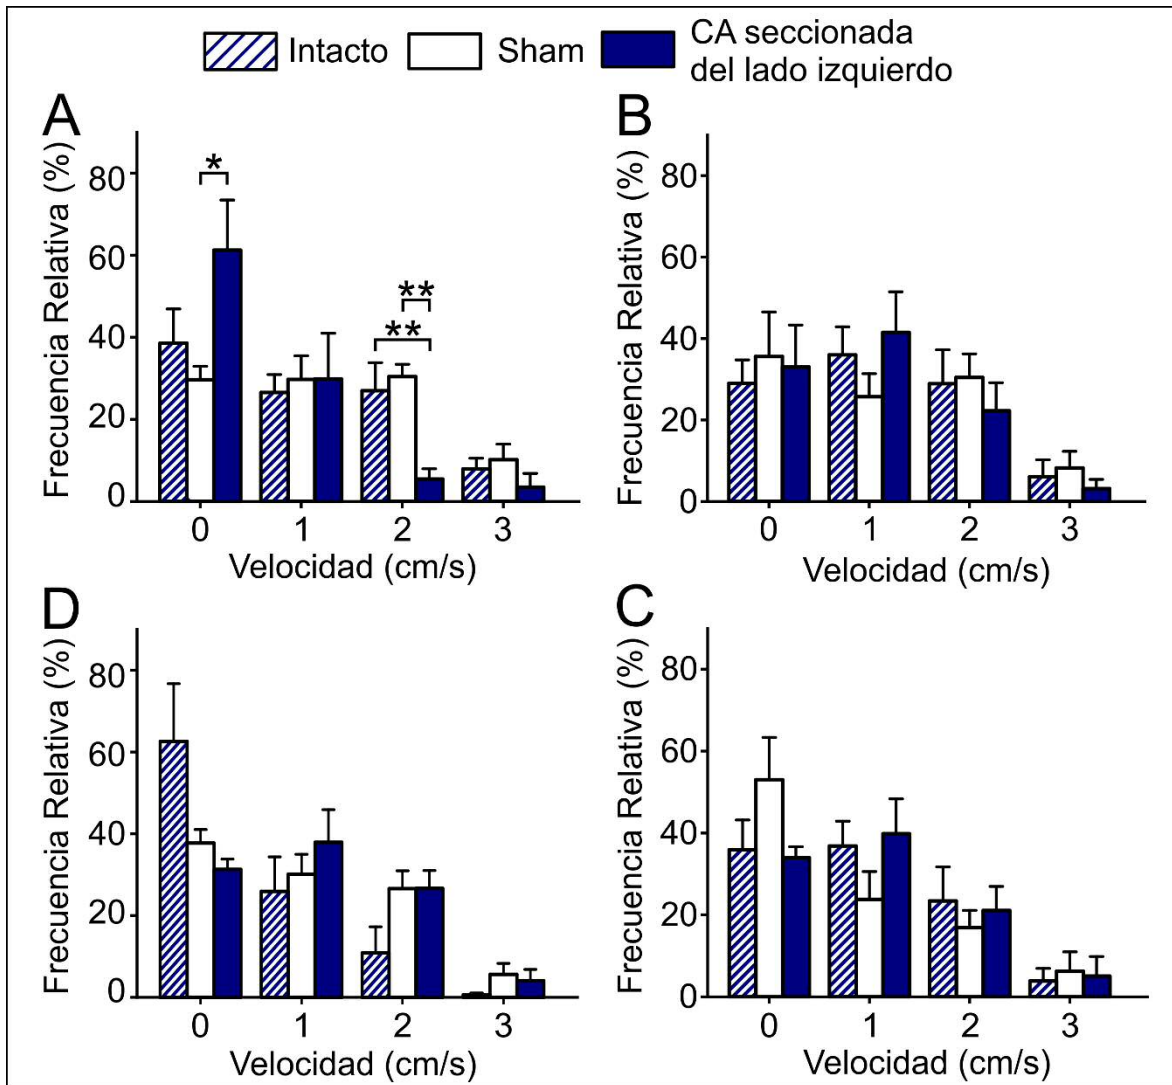 Intacto Sham CA seccionada
del lado izquierdo
A
Frecuencia Relativa (%)
80
60
40
20
0
*
**
**
0 1 2 3
Velocidad (cm/s)
B
Frecuencia Relativa (%)
80
60
40
20
0
0 1 2 3
Velocidad (cm/s)
D
Frecuencia Relativa (%)
80
60
40
20
0
0 1 2 3
Velocidad (cm/s)
C
Frecuencia Relativa (%)
80
60
40
20
0
0 1 2 3
Velocidad (cm/s)